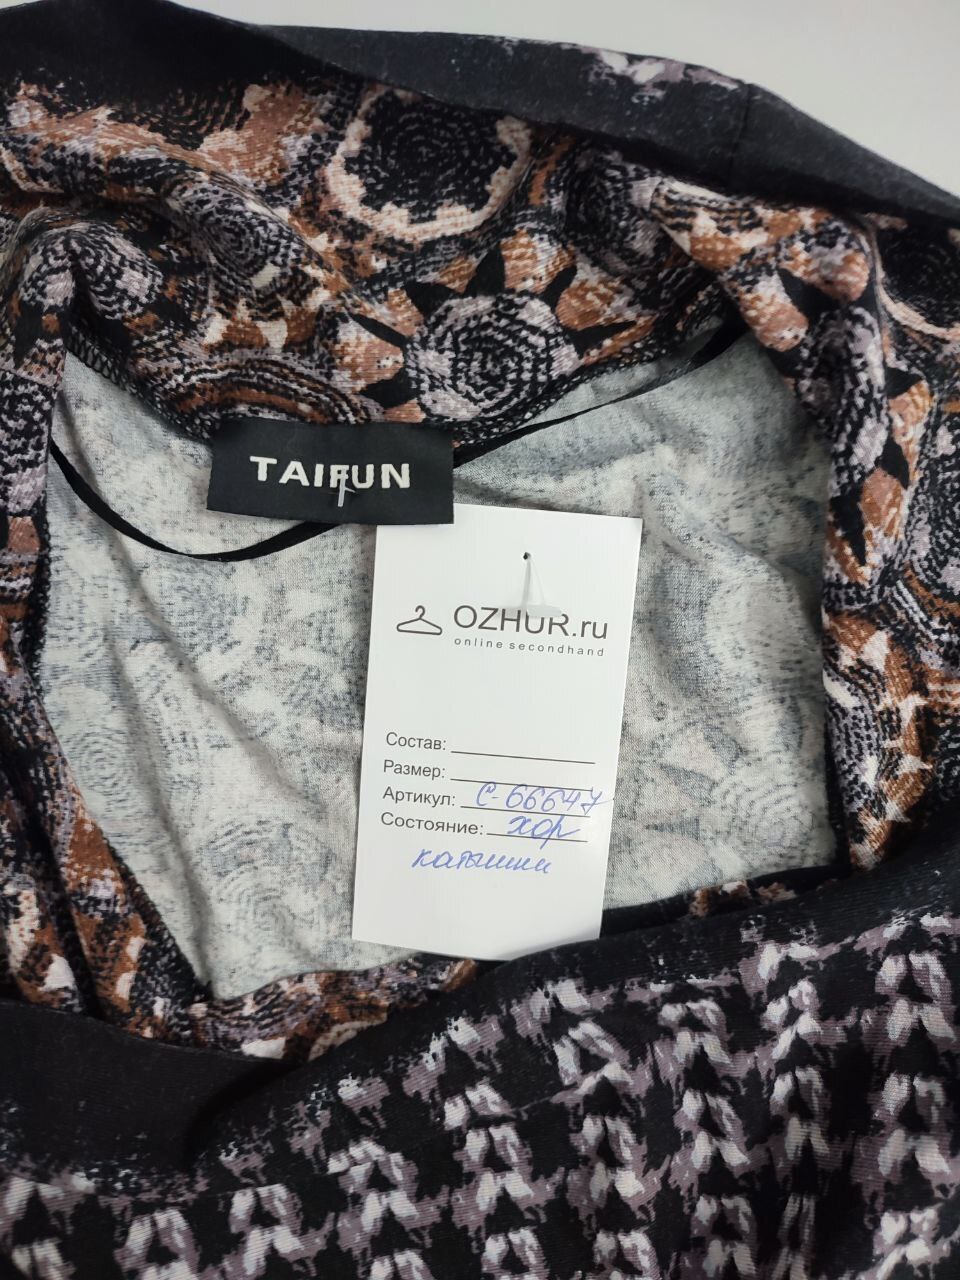 TAIFUN
OZHUR.ru
online secondhand
Состав:
Размер:
Артикул: С-66647
Состояние: хор
катышки